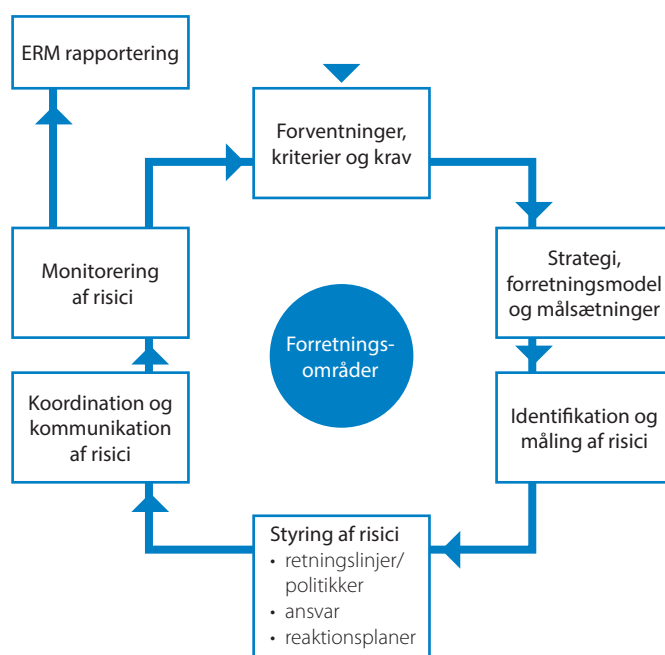 ERM rapportering
Forventninger,
kriterier og krav
Strategi,
forretningsmodel
og målsætninger
Identifikation og
måling af risici
Styring af risici
• retningslinjer/
politikker
• ansvar
• reaktionsplaner
Koordination og
kommunikation
af risici
Monitorering
af risici
Forretnings-
områder